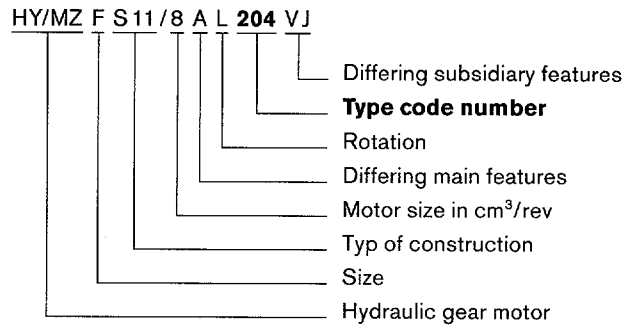 HY/MZ F S11/8 A L 204 VJ
Differing subsidiary features
Type code number
Rotation
Differing main features
Motor size in cm³/rev
Typ of construction
Size
Hydraulic gear motor